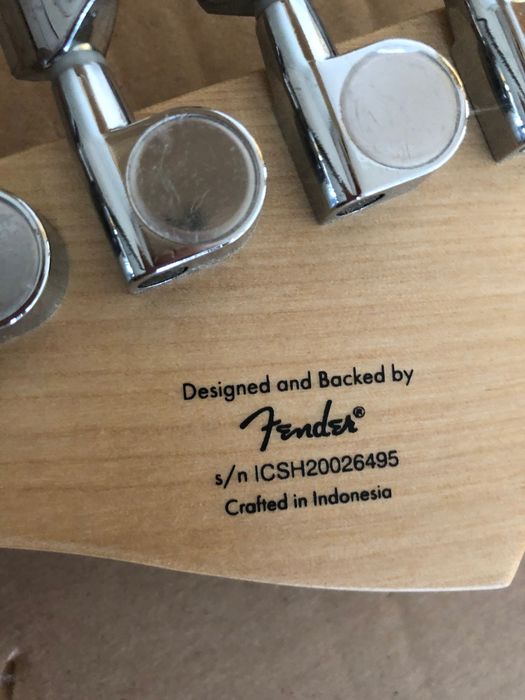 Designed and Backed by
Fender®
s/n ICSH20026495
Crafted in Indonesia